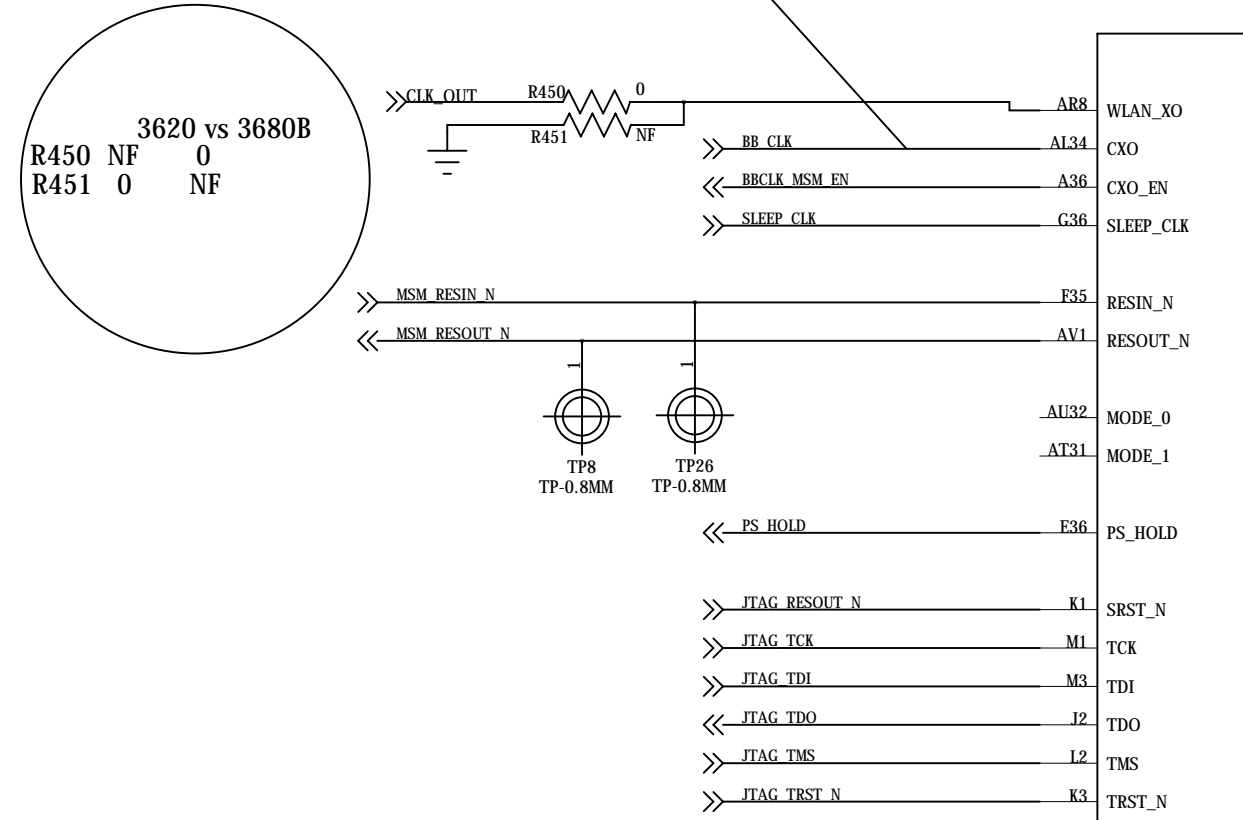 3620 vs 3680B
R450 NF 0
R451 0 NF
CLK_OUT R450 0 AR8 WLAN_XO
R451 NF
BB_CLK AL34 CXO
BBCLK_MSM_EN A36 CXO_EN
SLEEP_CLK G36 SLEEP_CLK
MSM_RESIN_N F35 RESIN_N
MSM_RESOUT_N AV1 RESOUT_N
1 1
AU32 MODE_0
AT31 MODE_1
TP8 TP26
TP-0.8MM TP-0.8MM
PS_HOLD E36 PS_HOLD
JTAG_RESOUT_N K1 SRST_N
JTAG_TCK M1 TCK
JTAG_TDI M3 TDI
JTAG_TDO J2 TDO
JTAG_TMS L2 TMS
JTAG_TRST_N K3 TRST_N